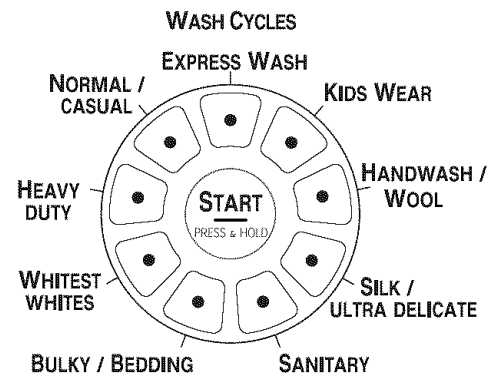 WASH CYCLES
EXPRESS WASH
NORMAL /
CASUAL
KIDS WEAR
HANDWASH /
WOOL
HEAVY
DUTY
START
PRESS & HOLD
WHITEST
WHITES
SILK /
ULTRA DELICATE
BULKY / BEDDING
SANITARY